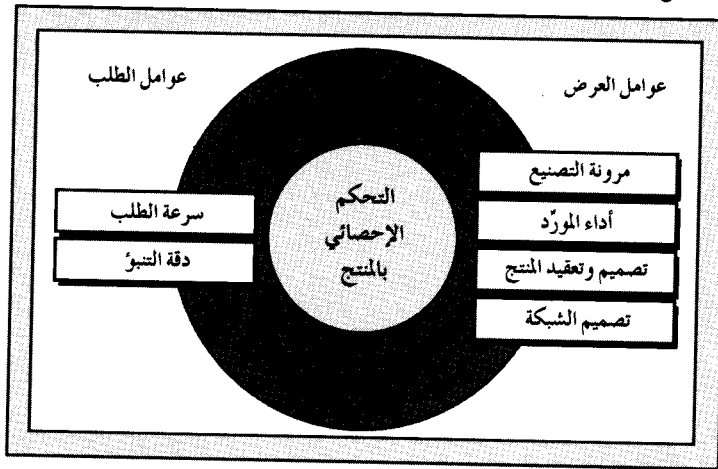 عوامل العرض
عوامل الطلب
مرونة التصنيع
أداء المورِّد
تصميم وتعقيد المنتج
تصميم الشبكة
التحكم
الإحصائي
بالمنتج
سرعة الطلب
دقة التنبؤ